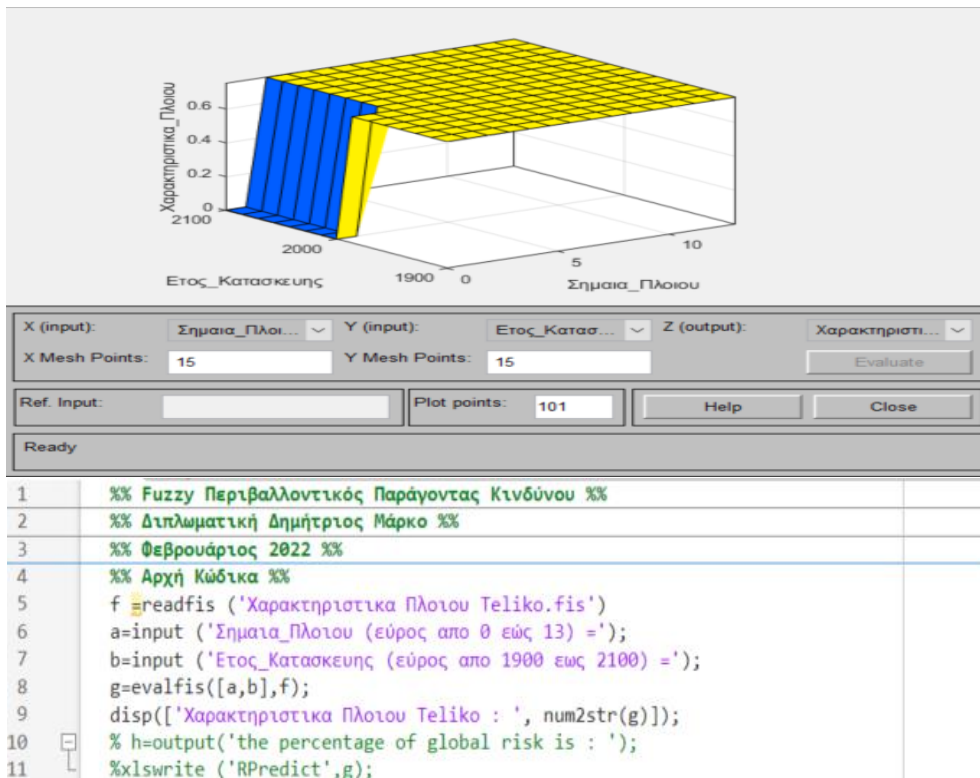 Χαρακτηριστικα_Πλοιου
0.6
0.4
0.2
0
2100
2000
1900
0
5
10
Ετος_Κατασκευης
Σημαια_Πλοιου
X (input):
Σημαια_Πλοι...
Y (input):
Ετος_Κατασ...
Z (output):
Χαρακτηριστι...
X Mesh Points:
15
Y Mesh Points:
15
Evaluate
Ref. Input:
Plot points:
101
Help
Close
Ready
1 %% Fuzzy Περιβαλλοντικός Παράγοντας Κινδύνου %%
2 %% Διπλωματική Δημήτριος Μάρκο %%
3 %% Φεβρουάριος 2022 %%
4 %% Αρχή Κώδικα %%
5 f =readfis ('Χαρακτηριστικα Πλοιου Teliko.fis')
6 a=input ('Σημαια_Πλοιου (εύρος απο 0 εώς 13) =');
7 b=input ('Ετος_Κατασκευης (εύρος απο 1900 εως 2100) =');
8 g=evalfis([a,b],f);
9 disp(['Χαρακτηριστικα Πλοιου Teliko : ', num2str(g)]);
10 % h=output('the percentage of global risk is : ');
11 %xlswrite ('RPredict',g);